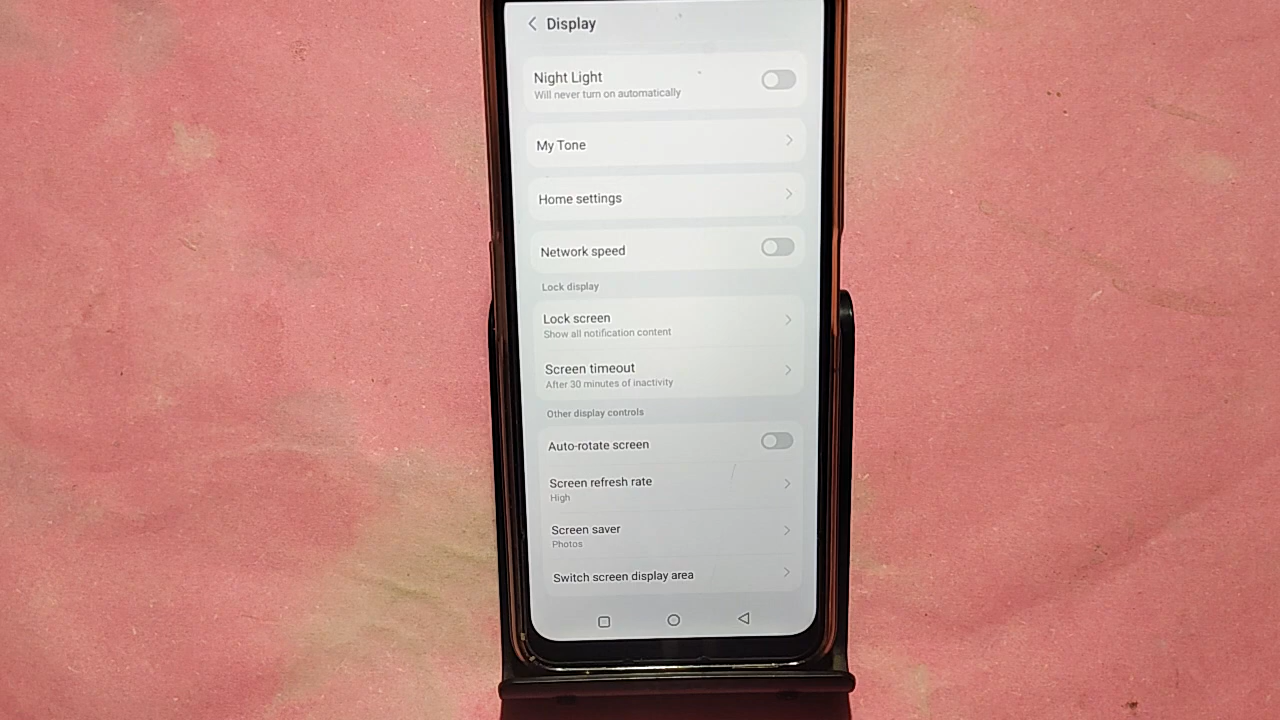 Display
Night Light
Will never turn on automatically
My Tone
Home settings
Network speed
Lock display
Lock screen
Show all notification content
Screen timeout
After 30 minutes of inactivity
Other display controls
Auto-rotate screen
Screen refresh rate
High
Screen saver
Photos
Switch screen display area